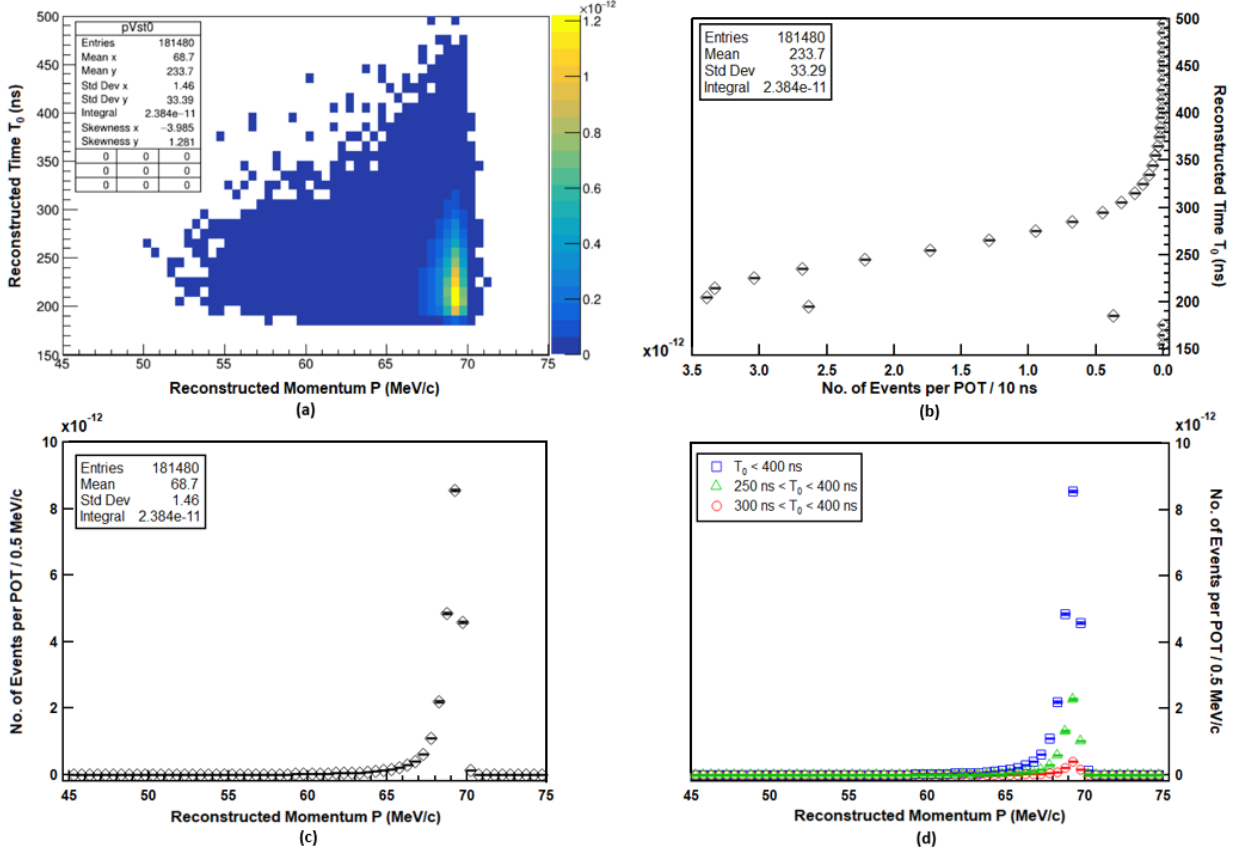 ×10⁻¹²
500
450
400
350
300
250
200
150
Reconstructed Time T₀ (ns)
pVst0
Entries 181480
Mean x 68.7
Mean y 233.7
Std Dev x 1.46
Std Dev y 33.39
Integral 2.384e−11
Skewness x −3.985
Skewness y 1.281
0 0 0
0 0 0
0 0 0
1.2
1
0.8
0.6
0.4
0.2
0
45 50 55 60 65 70 75
Reconstructed Momentum P (MeV/c)
(a)
Entries 181480
Mean 233.7
Std Dev 33.29
Integral 2.384e-11
500
450
400
350
300
250
200
150
Reconstructed Time T₀ (ns)
x10⁻¹²
3.5 3.0 2.5 2.0 1.5 1.0 0.5 0.0
No. of Events per POT / 10 ns
(b)
x10⁻¹²
10
8
6
4
2
0
No. of Events per POT / 0.5 MeV/c
Entries 181480
Mean 68.7
Std Dev 1.46
Integral 2.384e-11
45 50 55 60 65 70 75
Reconstructed Momentum P (MeV/c)
(c)
x10⁻¹²
T₀ < 400 ns
250 ns < T₀ < 400 ns
300 ns < T₀ < 400 ns
10
8
6
4
2
0
No. of Events per POT / 0.5 MeV/c
45 50 55 60 65 70 75
Reconstructed Momentum P (MeV/c)
(d)